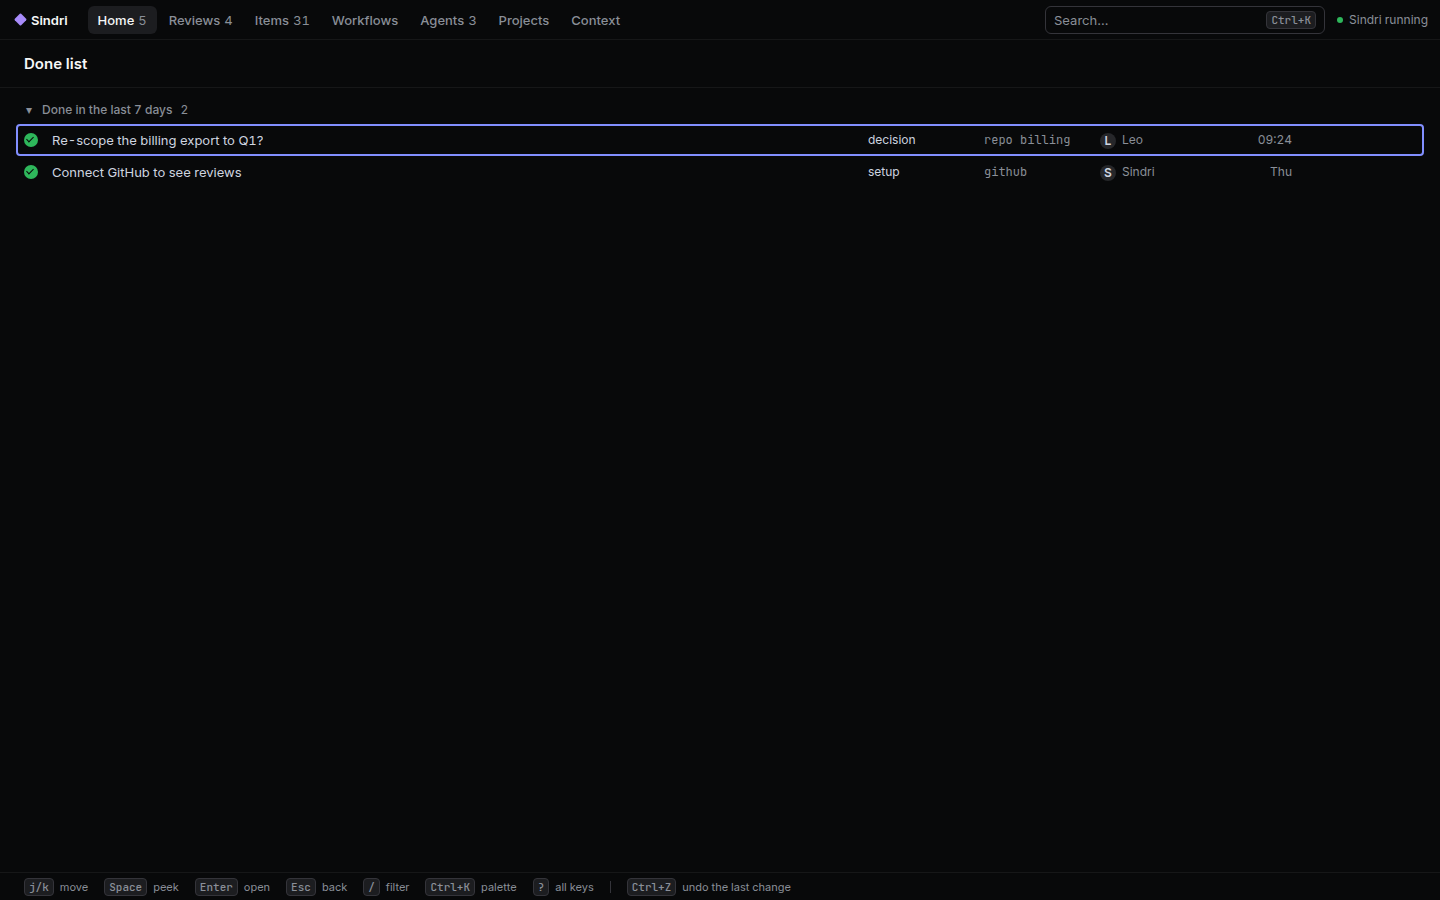 Sindri Home 5 Reviews 4 Items 31 Workflows Agents 3 Projects Context Search... Ctrl+K Sindri running
Done list
▼ Done in the last 7 days 2
Re-scope the billing export to Q1? decision repo billing L Leo 09:24
Connect GitHub to see reviews setup github S Sindri Thu
j/k move Space peek Enter open Esc back / filter Ctrl+K palette ? all keys | Ctrl+Z undo the last change